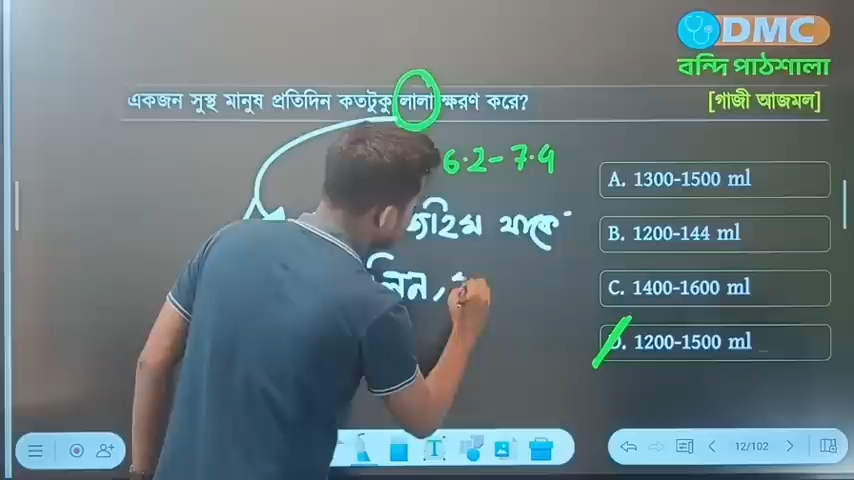 DMC
বন্দি পাঠশালা
একজন সুস্থ মানুষ প্রতিদিন কতটুকু লালা ক্ষরণ করে?
[গাজী আজমল]
6.2-7.4
থাকে
A. 1300-1500 ml
B. 1200-144 ml
C. 1400-1600 ml
D. 1200-1500 ml
12/102